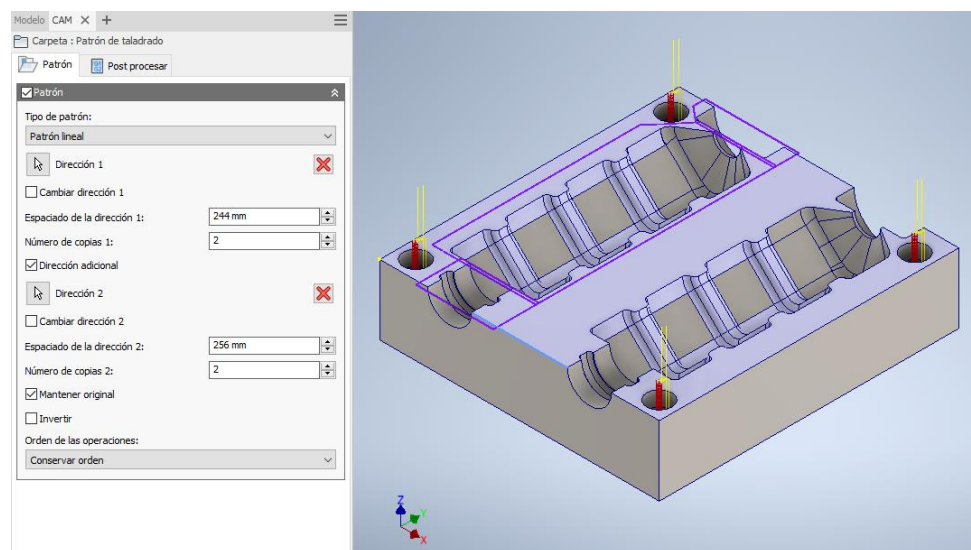 Modelo CAM
Carpeta : Patrón de taladrado
Patrón Post procesar
Patrón
Tipo de patrón:
Patrón lineal
Dirección 1
Cambiar dirección 1
Espaciado de la dirección 1: 244 mm
Número de copias 1: 2
Dirección adicional
Dirección 2
Cambiar dirección 2
Espaciado de la dirección 2: 256 mm
Número de copias 2: 2
Mantener original
Invertir
Orden de las operaciones:
Conservar orden
Z
Y
X